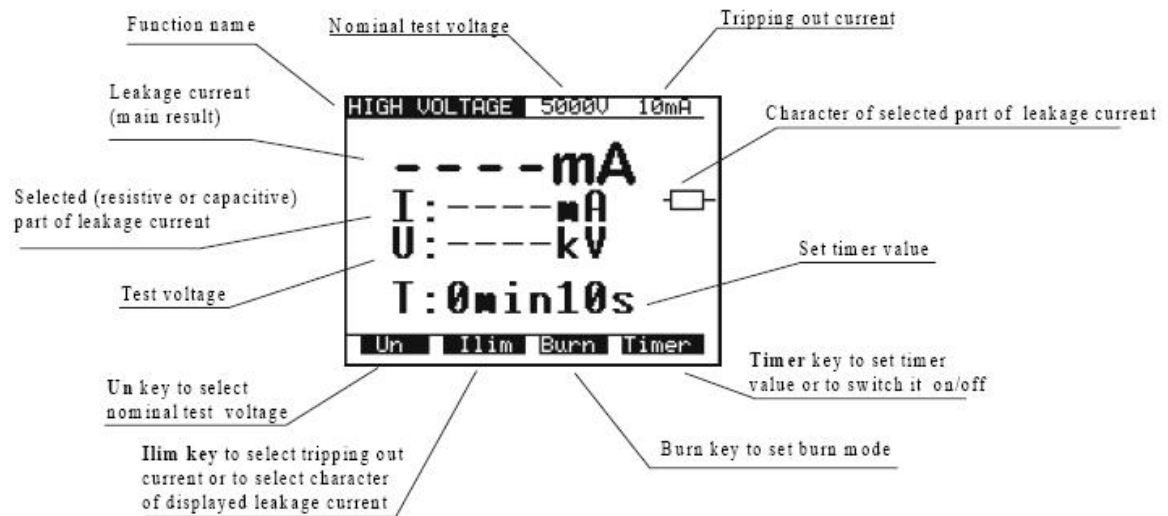 Function name
Nominal test voltage
Tripping out current
Leakage current
(main result)
HIGH VOLTAGE 5000V 10mA
Character of selected part of leakage current
----mA
Selected (resistive or capacitive)
part of leakage current
I:----mA
U:----kV
Set timer value
Test voltage
T:0min10s
Un Ilim Burn Timer
Un key to select
nominal test voltage
Timer key to set timer
value or to switch it on/off
Ilim key to select tripping out
current or to select character
of displayed leakage current
Burn key to set burn mode